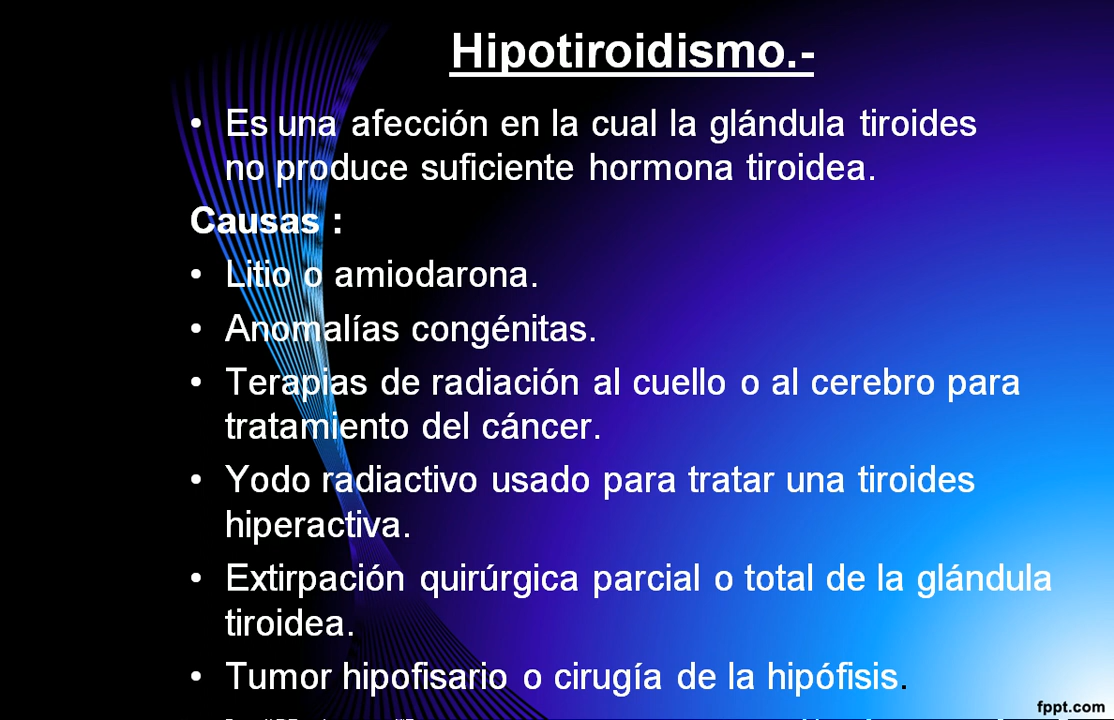 Hipotiroidismo.-
• Es una afección en la cual la glándula tiroides
no produce suficiente hormona tiroidea.
Causas :
• Litio o amiodarona.
• Anomalías congénitas.
• Terapias de radiación al cuello o al cerebro para
tratamiento del cáncer.
• Yodo radiactivo usado para tratar una tiroides
hiperactiva.
• Extirpación quirúrgica parcial o total de la glándula
tiroidea.
• Tumor hipofisario o cirugía de la hipófisis.
fppt.com